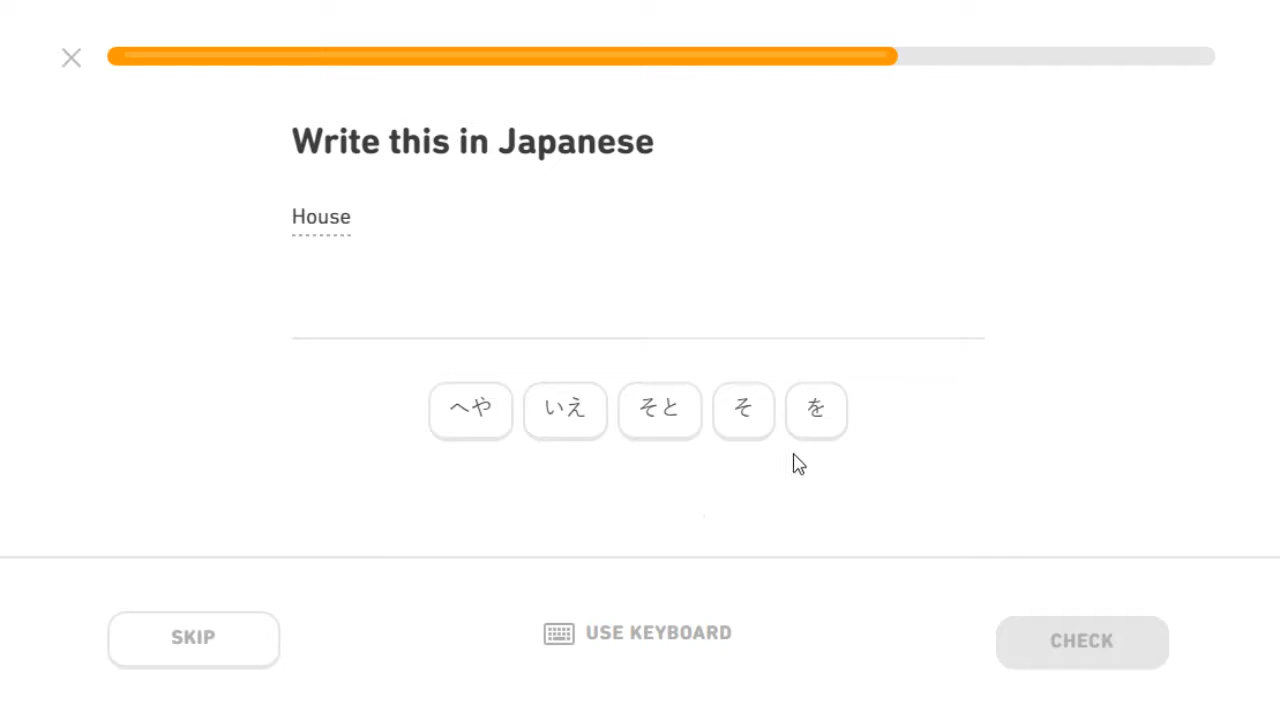 Write this in Japanese
House
へや いえ そと そ を
SKIP
USE KEYBOARD
CHECK